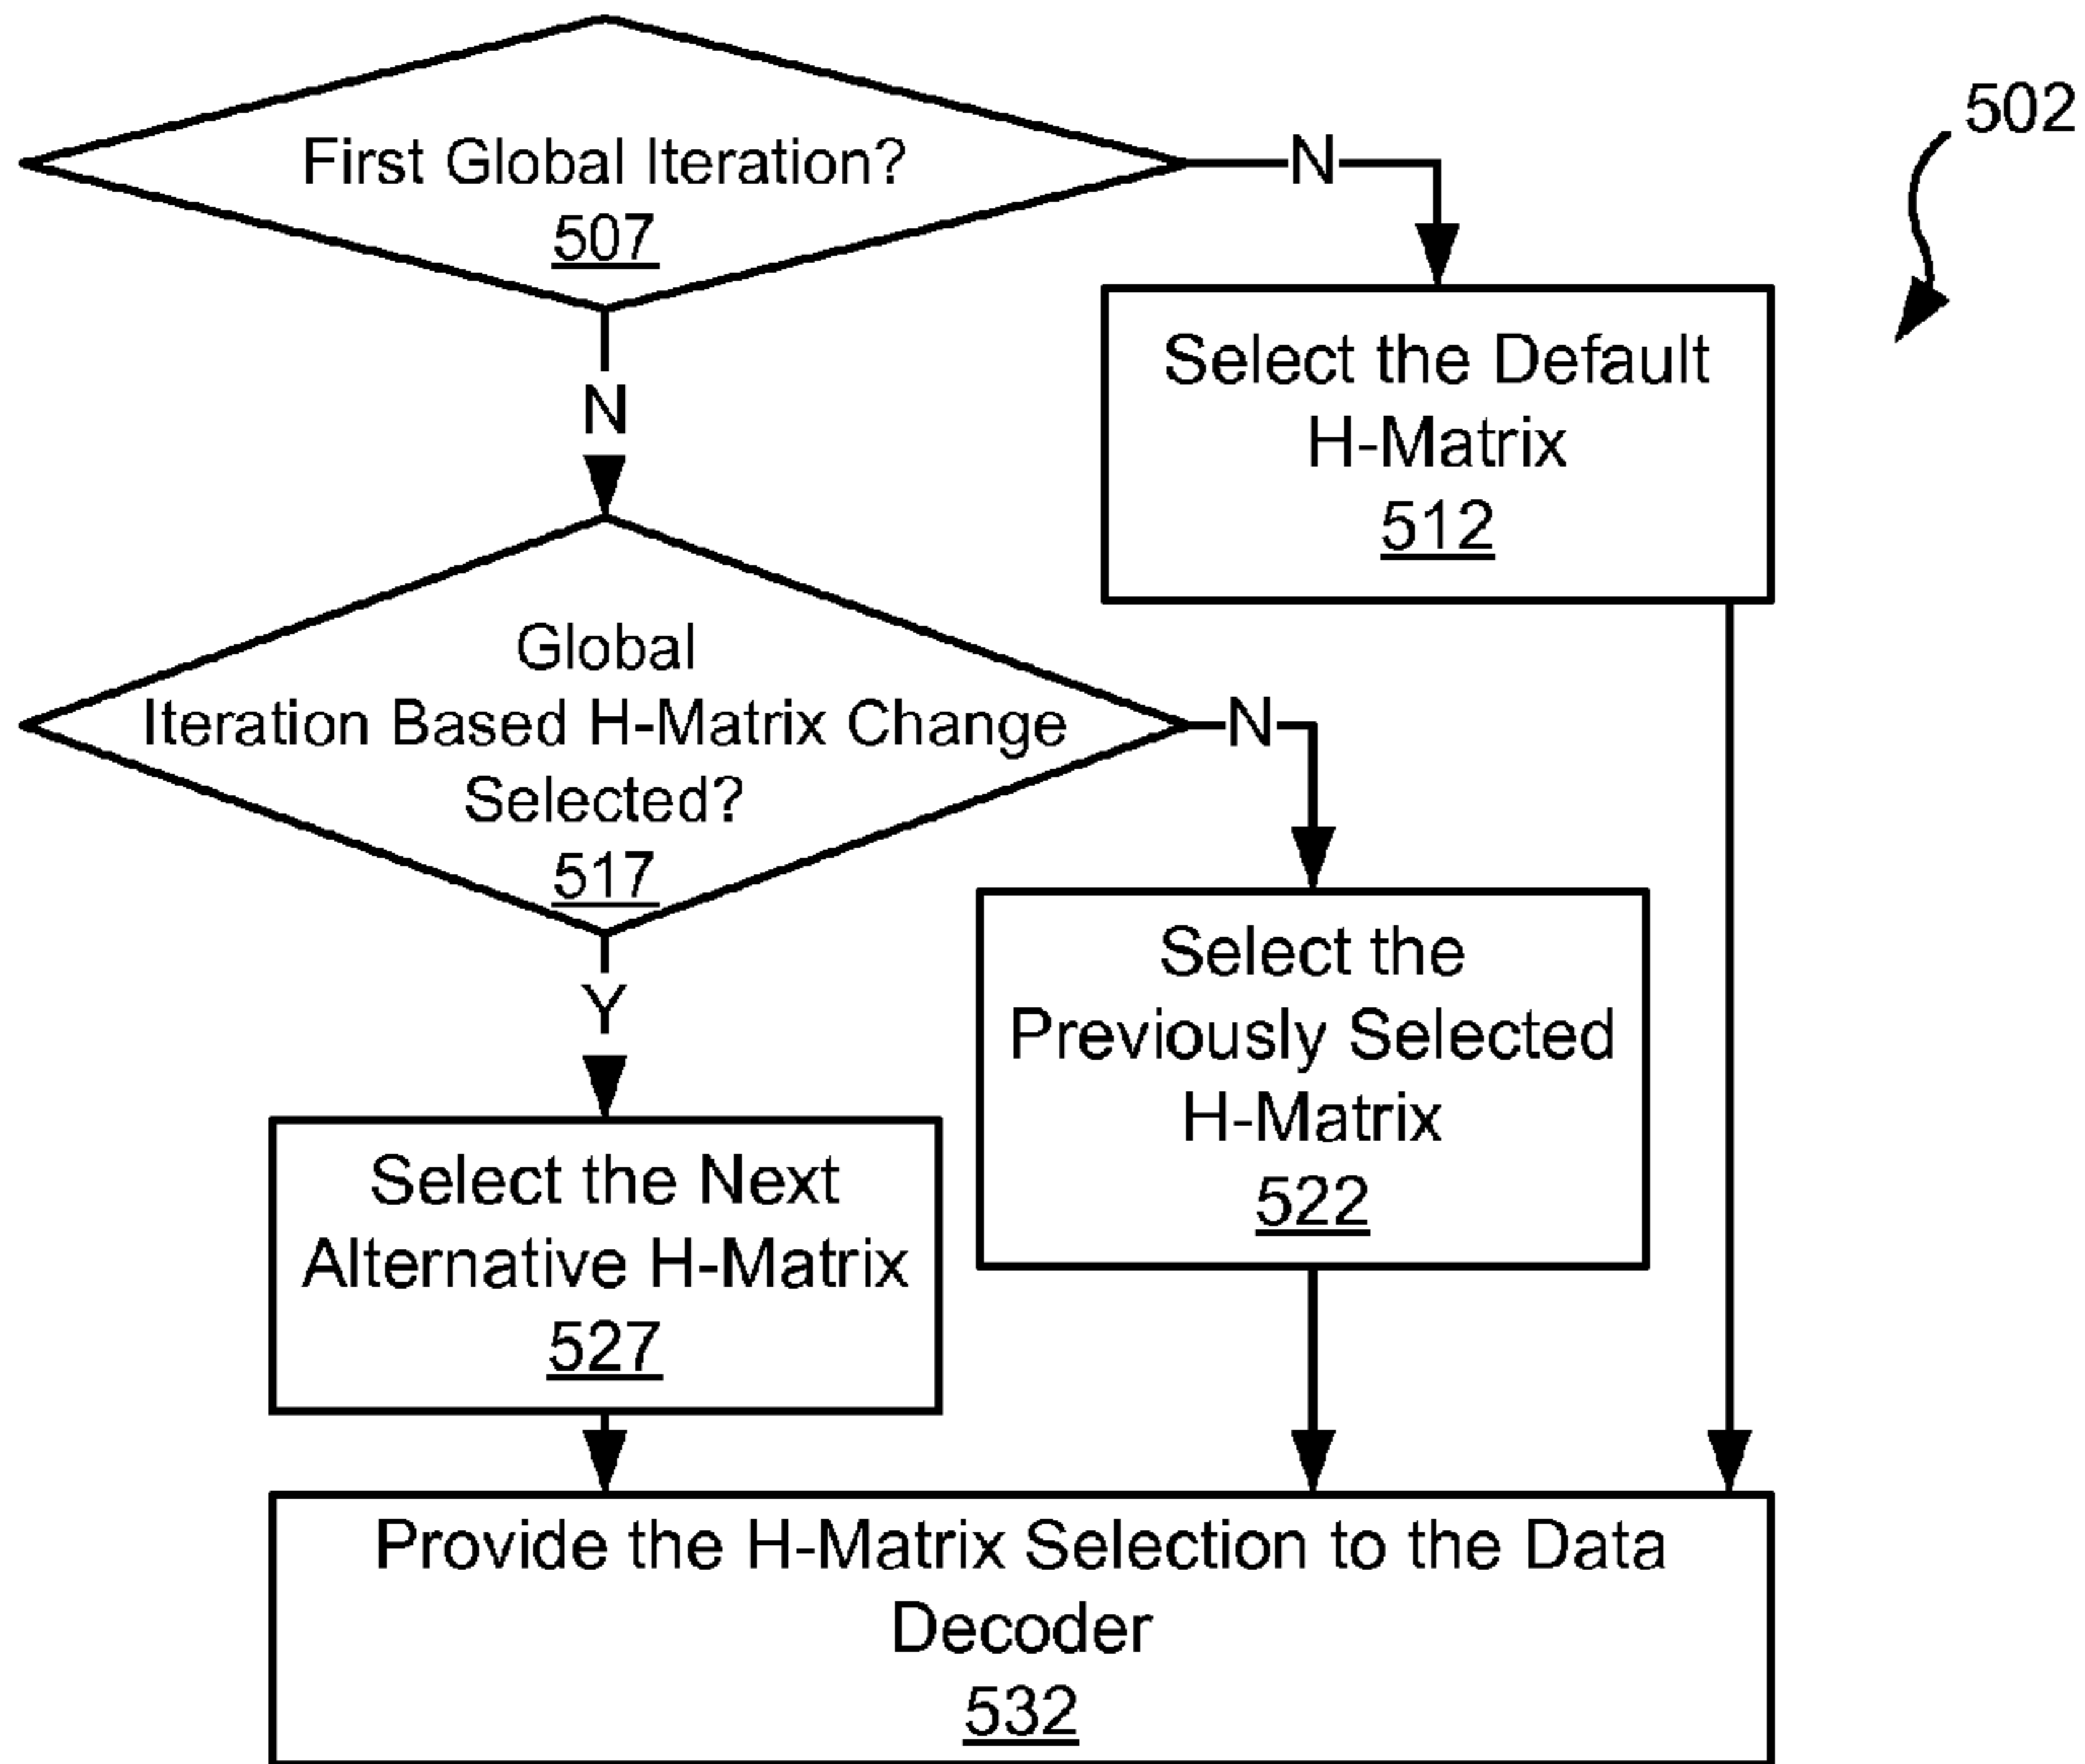 First Global Iteration?
507
N
502
Select the Default
H-Matrix
512
N
Global
Iteration Based H-Matrix Change
Selected?
517
N
Select the
Previously Selected
H-Matrix
522
Y
Select the Next
Alternative H-Matrix
527
Provide the H-Matrix Selection to the Data
Decoder
532